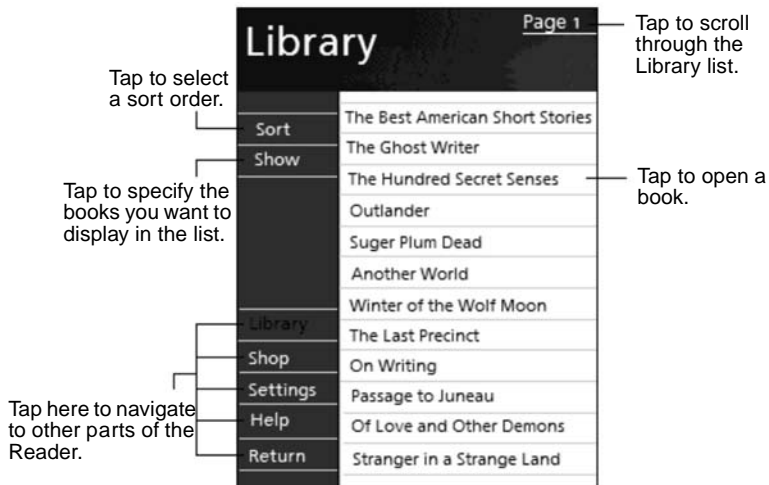 Library
Page 1
Tap to scroll
through the
Library list.
Tap to select
a sort order.
Sort
Show
Tap to specify the
books you want to
display in the list.
The Best American Short Stories
The Ghost Writer
The Hundred Secret Senses
Outlander
Suger Plum Dead
Another World
Winter of the Wolf Moon
The Last Precinct
On Writing
Passage to Juneau
Of Love and Other Demons
Stranger in a Strange Land
Tap to open a
book.
Library
Shop
Settings
Help
Return
Tap here to navigate
to other parts of the
Reader.